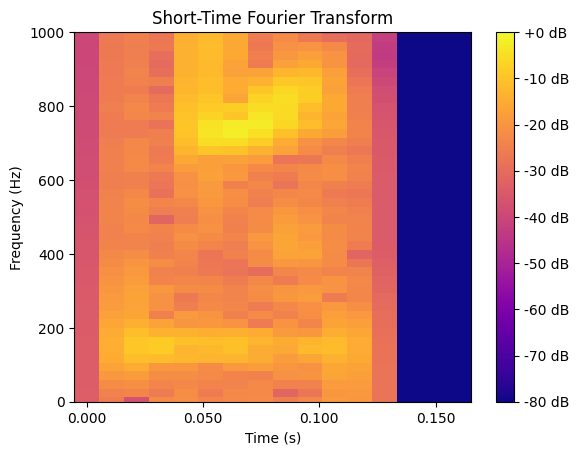 Short-Time Fourier Transform
1000
800
600
400
200
0
Frequency (Hz)
0.000
0.050
0.100
0.150
Time (s)
+0 dB
-10 dB
-20 dB
-30 dB
-40 dB
-50 dB
-60 dB
-70 dB
-80 dB